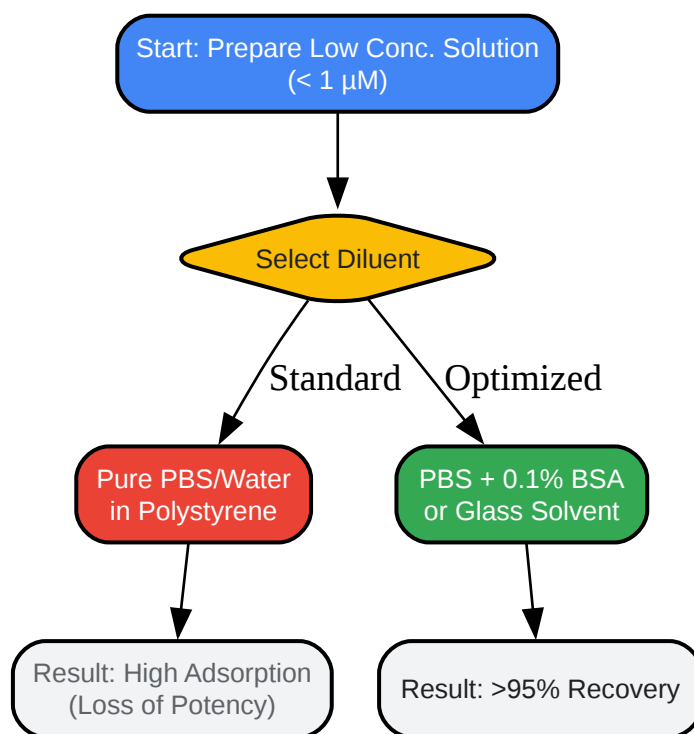 Start: Prepare Low Conc. Solution
(< 1 µM)
Select Diluent
Standard
Optimized
Pure PBS/Water
in Polystyrene
PBS + 0.1% BSA
or Glass Solvent
Result: High Adsorption
(Loss of Potency)
Result: >95% Recovery